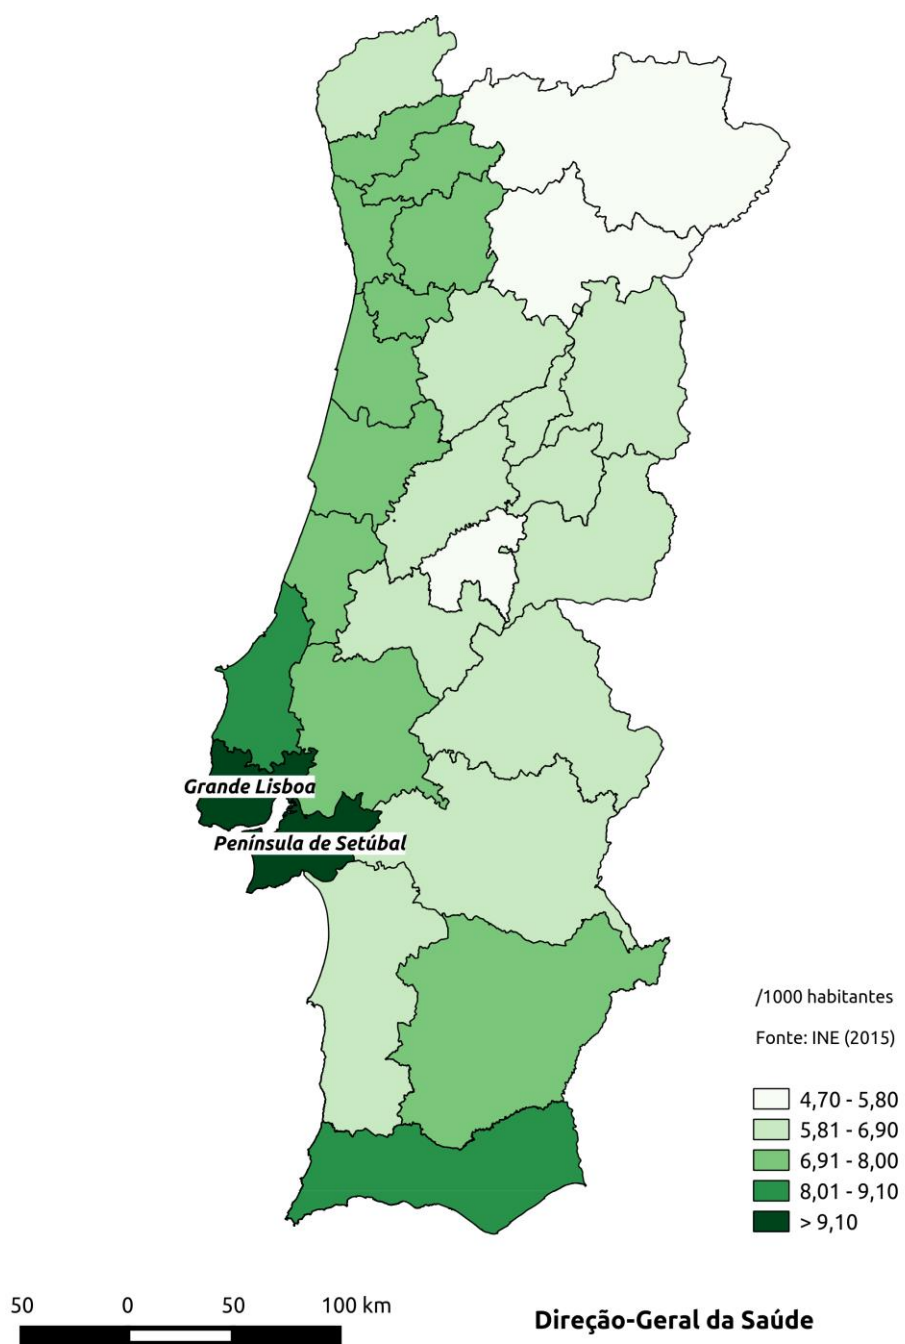 Grande Lisboa
Península de Setúbal
/1000 habitantes
Fonte: INE (2015)
4,70 - 5,80
5,81 - 6,90
6,91 - 8,00
8,01 - 9,10
> 9,10
50 0 50 100 km
Direção-Geral da Saúde